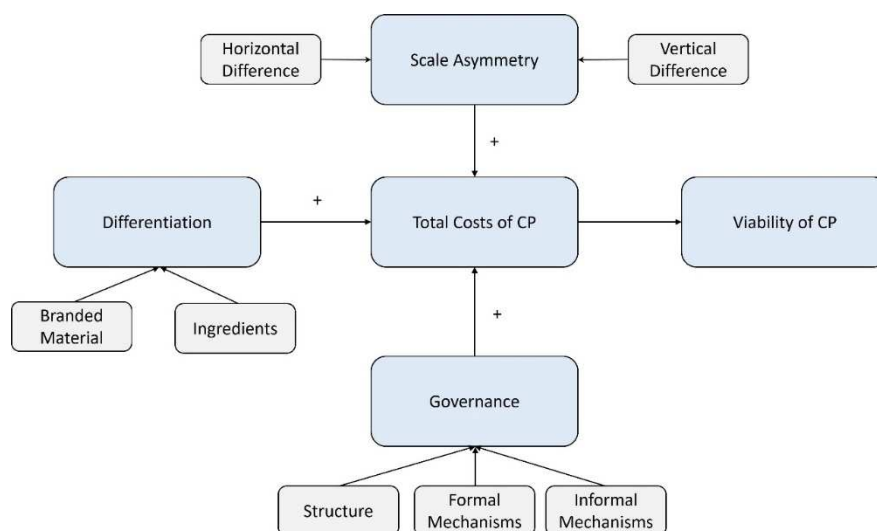 Horizontal
Difference
Scale Asymmetry
Vertical
Difference
+
Differentiation
+
Total Costs of CP
Viability of CP
Branded
Material
Ingredients
+
Governance
Structure
Formal
Mechanisms
Informal
Mechanisms